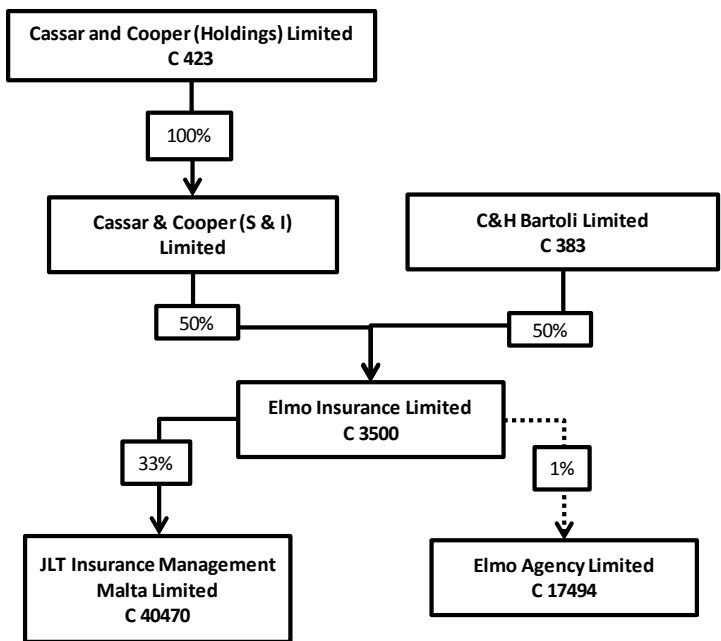 Cassar and Cooper (Holdings) Limited
C 423
100%
Cassar & Cooper (S & I)
Limited
C&H Bartoli Limited
C 383
50%
50%
Elmo Insurance Limited
C 3500
33%
1%
JLT Insurance Management
Malta Limited
C 40470
Elmo Agency Limited
C 17494